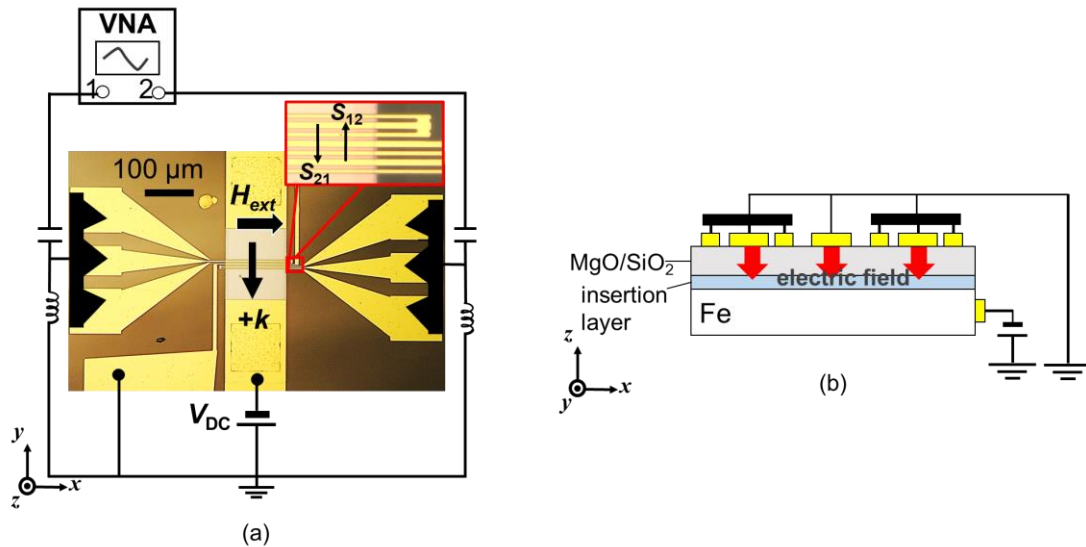 VNA
1 2
S12
S21
100 μm
Hext
+k
VDC
y
z x
(a)
MgO/SiO2
electric field
insertion
layer
Fe
z
y x
(b)